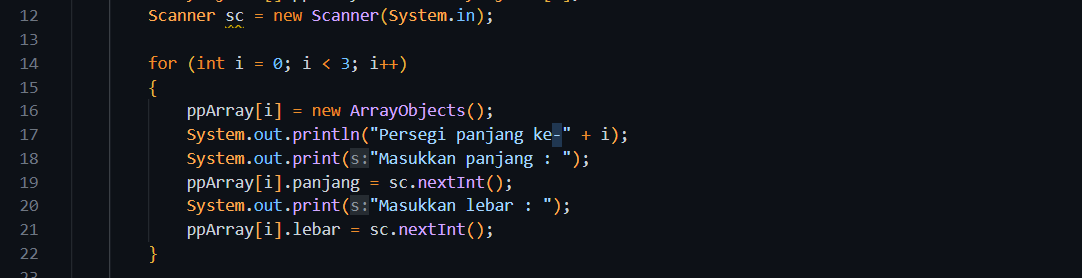 12 Scanner sc = new Scanner(System.in);
13
14 for (int i = 0; i < 3; i++)
15 {
16 ppArray[i] = new ArrayObjects();
17 System.out.println("Persegi panjang ke-" + i);
18 System.out.print(s:"Masukkan panjang : ");
19 ppArray[i].panjang = sc.nextInt();
20 System.out.print(s:"Masukkan lebar : ");
21 ppArray[i].lebar = sc.nextInt();
22 }
23